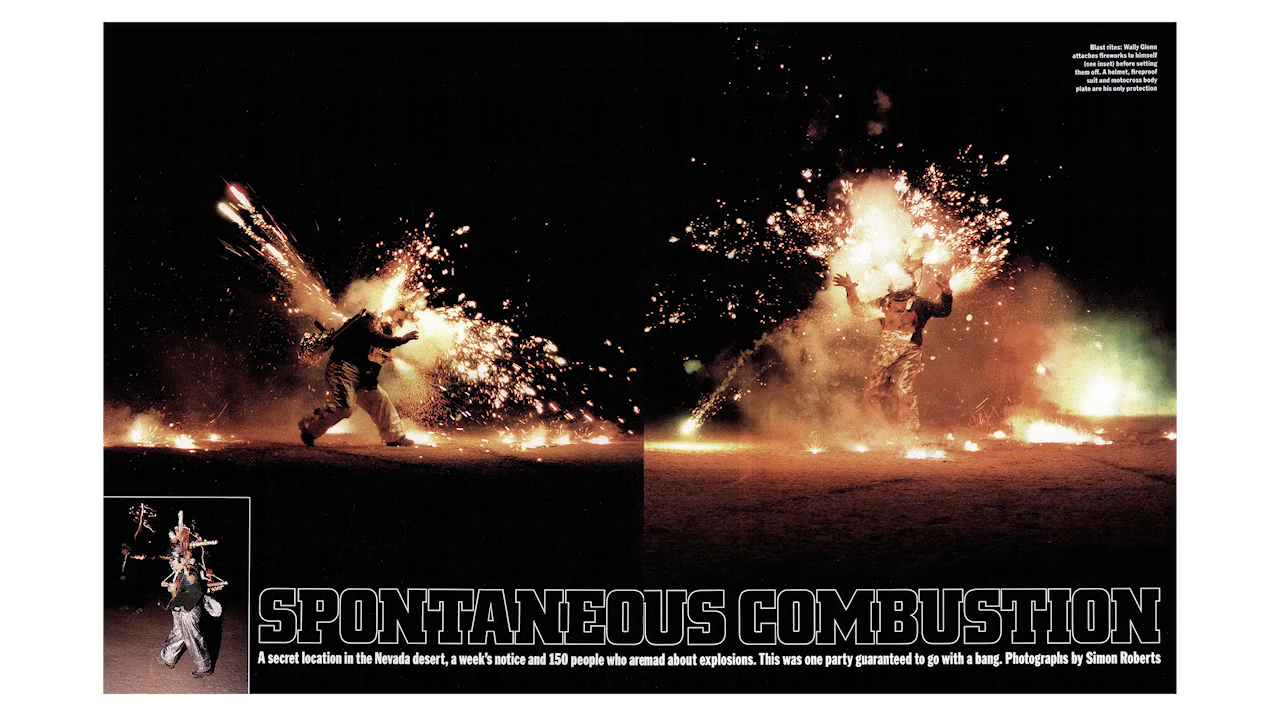 Blast rites: Wally Glenn
attaches fireworks to himself
(see inset) before setting
them off. A helmet, fireproof
suit and motocross body
plate are his only protection
SPONTANEOUS COMBUSTION
A secret location in the Nevada desert, a week's notice and 150 people who aremad about explosions. This was one party guaranteed to go with a bang. Photographs by Simon Roberts